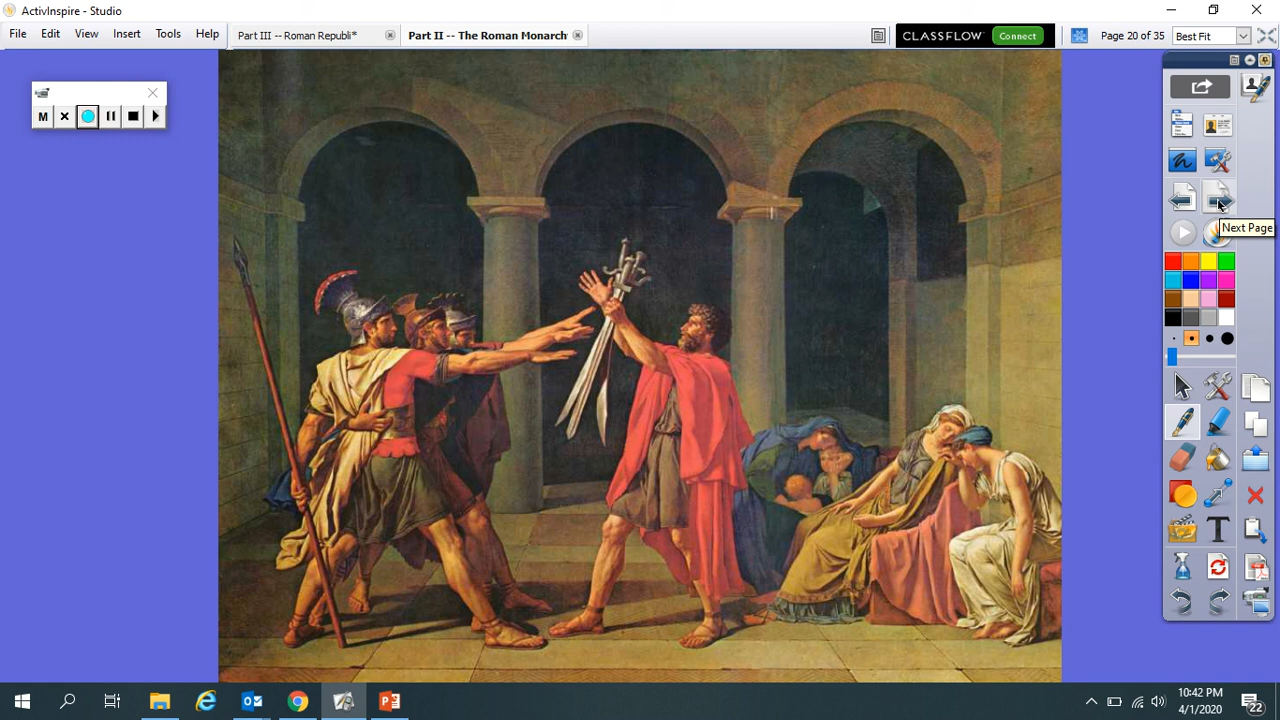 ActivInspire - Studio
File Edit View Insert Tools Help
Part III -- Roman Republi*
Part II -- The Roman Monarch
CLASSFLOW Connect
Page 20 of 35
Best Fit
M
Next Page
T
10:42 PM
4/1/2020
22